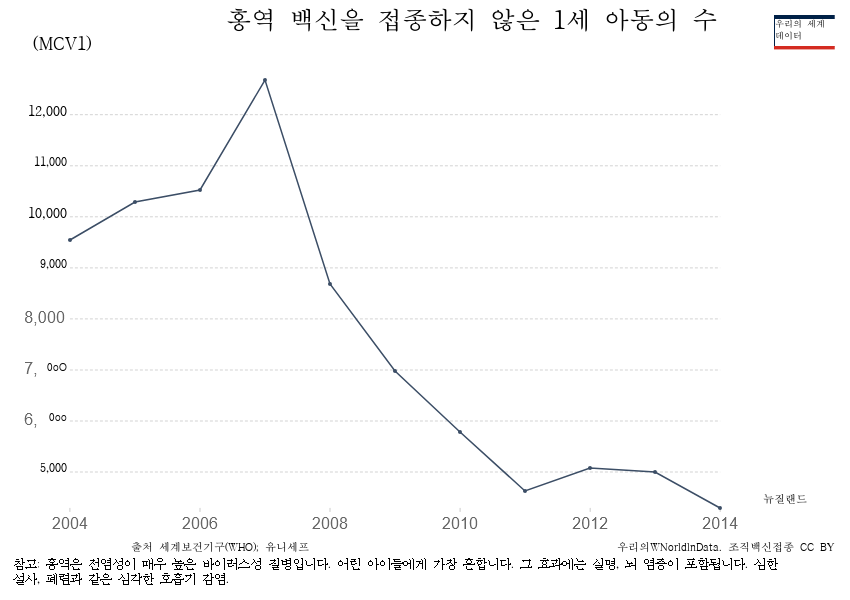 홍역 백신을 접종하지 않은 1세 아동의 수
(MCV1)
우리의 세계
데이터
12,000
11,000
10,000
9,000
8,000
7, 0oO
6, 0oo
5,000
뉴질랜드
2004 2006 2008 2010 2012 2014
출처 세계보건기구(WHO); 유니세프
우리의WNorldInData. 조직백신접종 CC BY
참고: 홍역은 전염성이 매우 높은 바이러스성 질병입니다. 어린 아이들에게 가장 흔합니다. 그 효과에는 실명, 뇌 염증이 포함됩니다. 심한
설사, 폐렴과 같은 심각한 호흡기 감염.